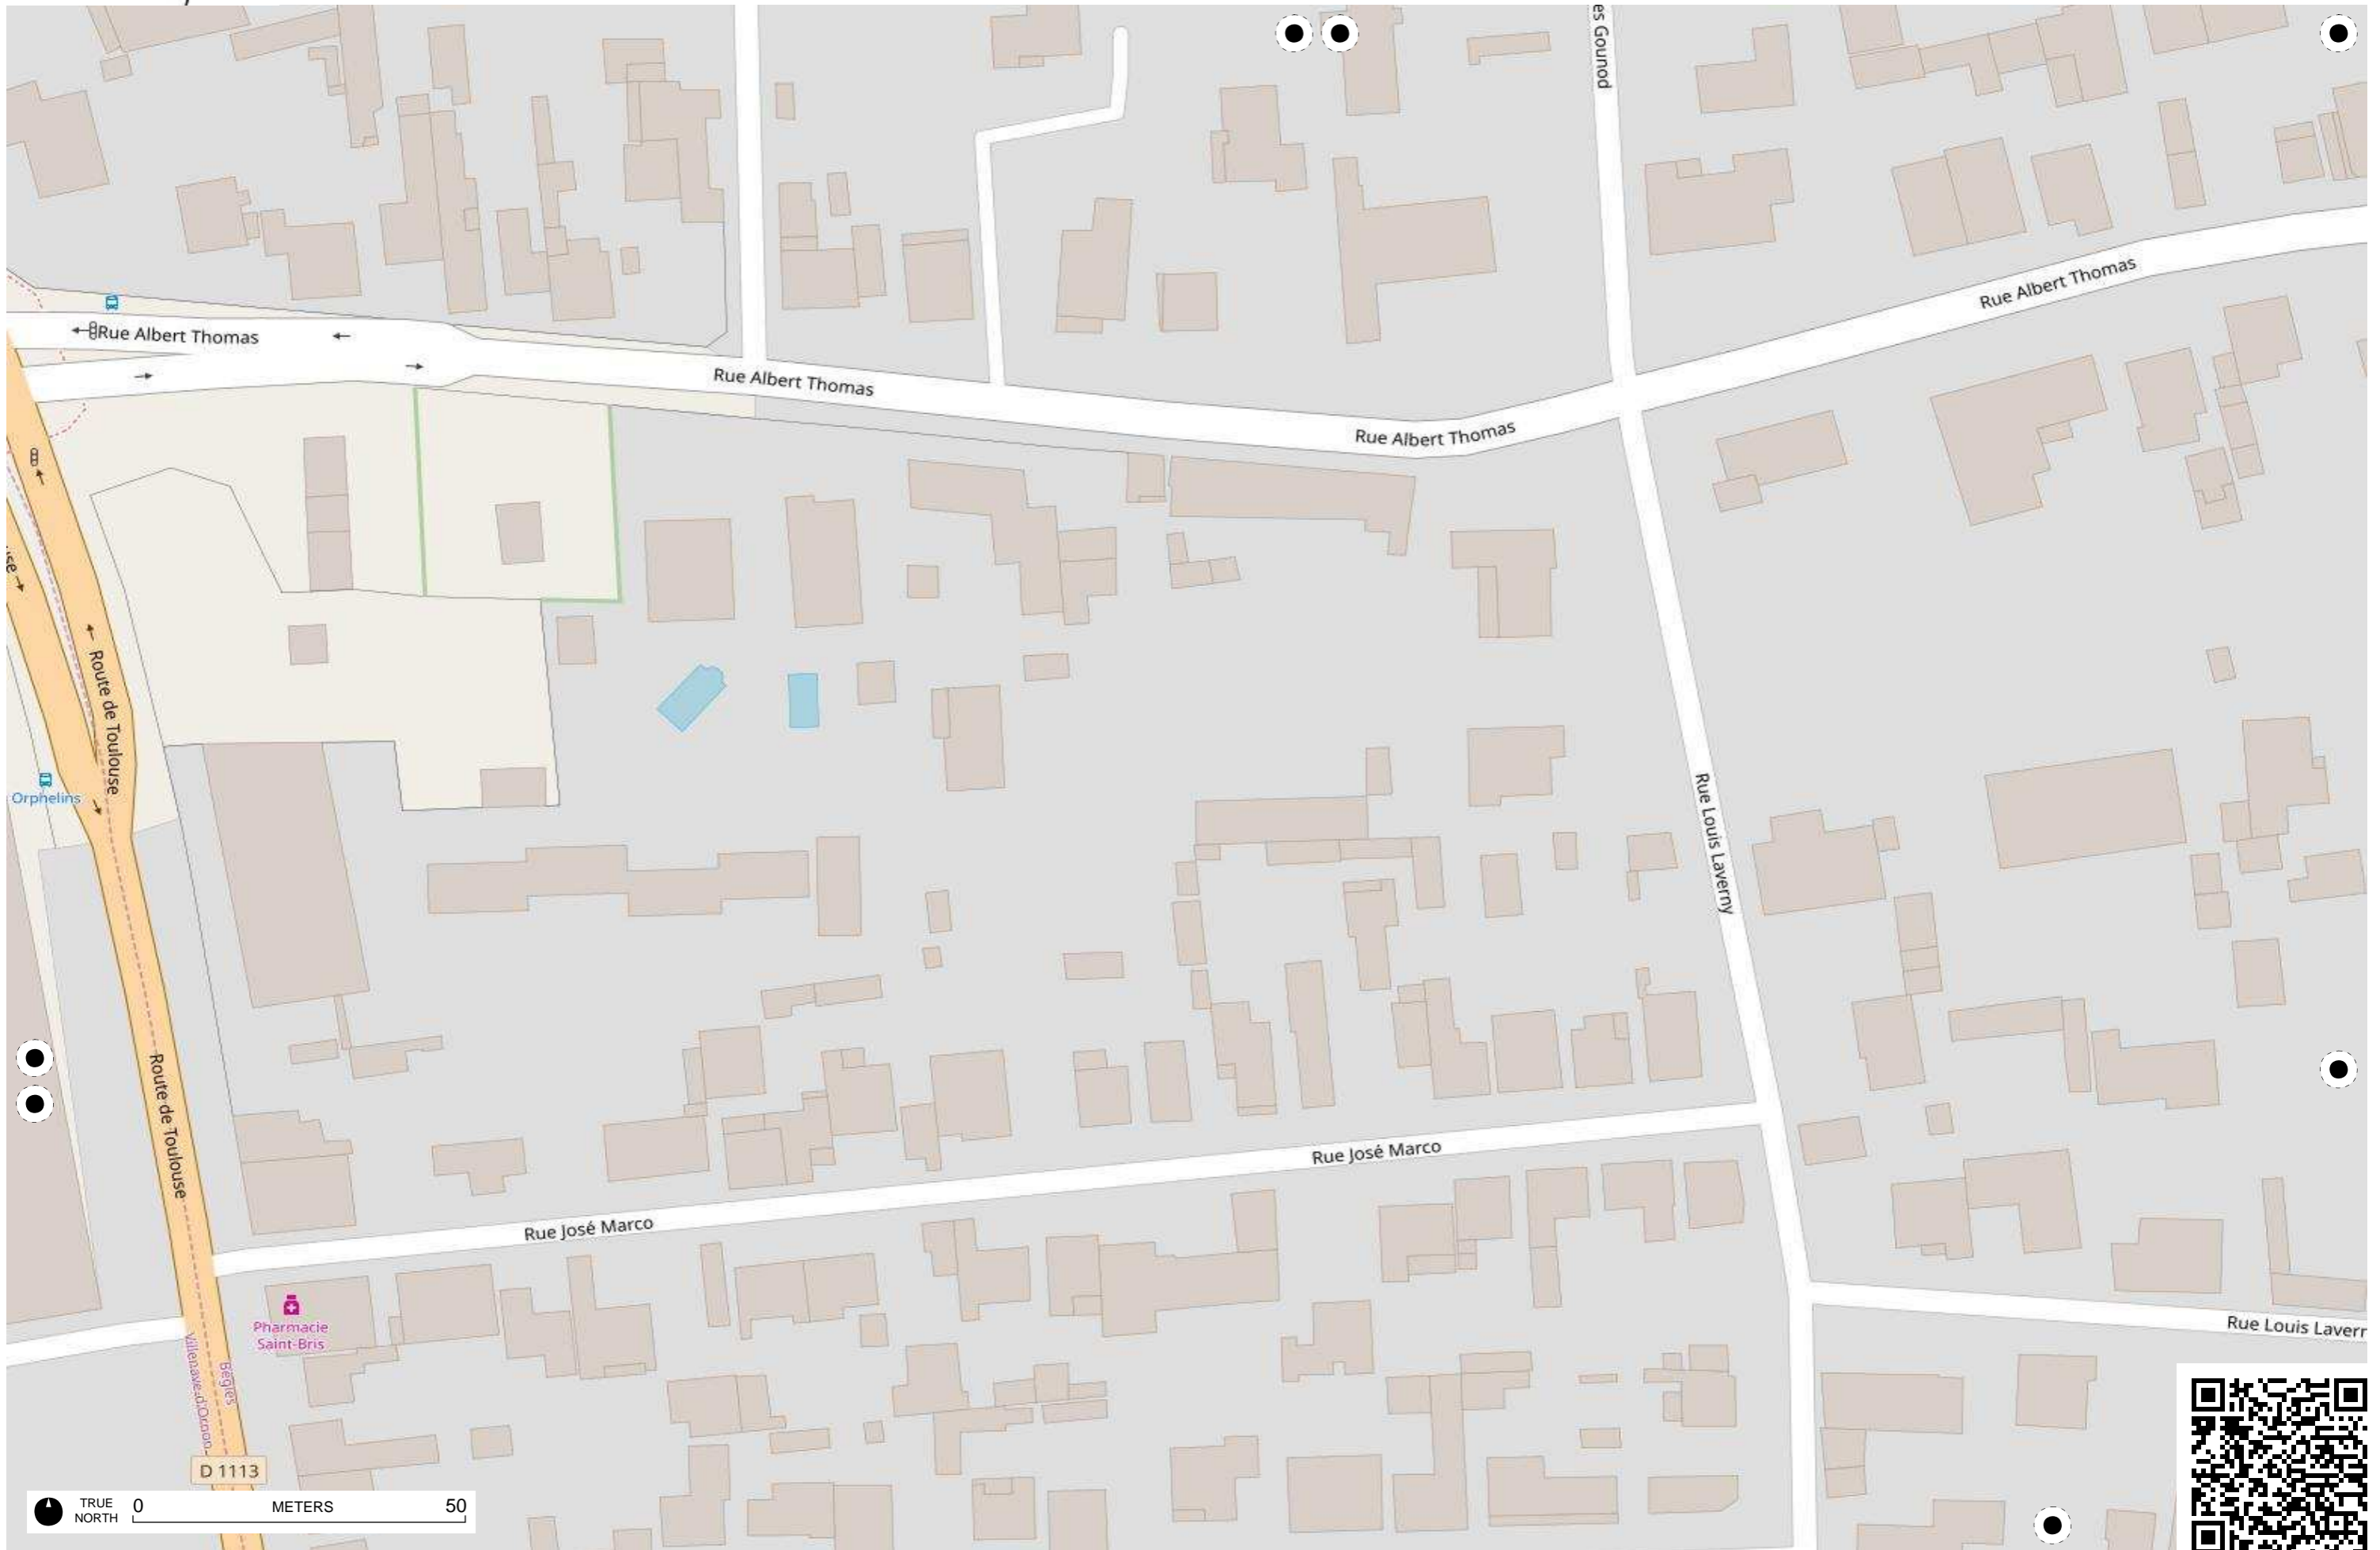 es Gounod
Rue Albert Thomas
Rue Albert Thomas
Rue Albert Thomas
Rue Albert Thomas
use
Route de Toulouse
Orphelins
Rue Louis Laverny
Route de Toulouse
Rue José Marco
Rue José Marco
Pharmacie
Saint-Bris
Rue Louis Laver
Bègles
Villenave-d'Ornon
D 1113
TRUE
NORTH
0
METERS
50